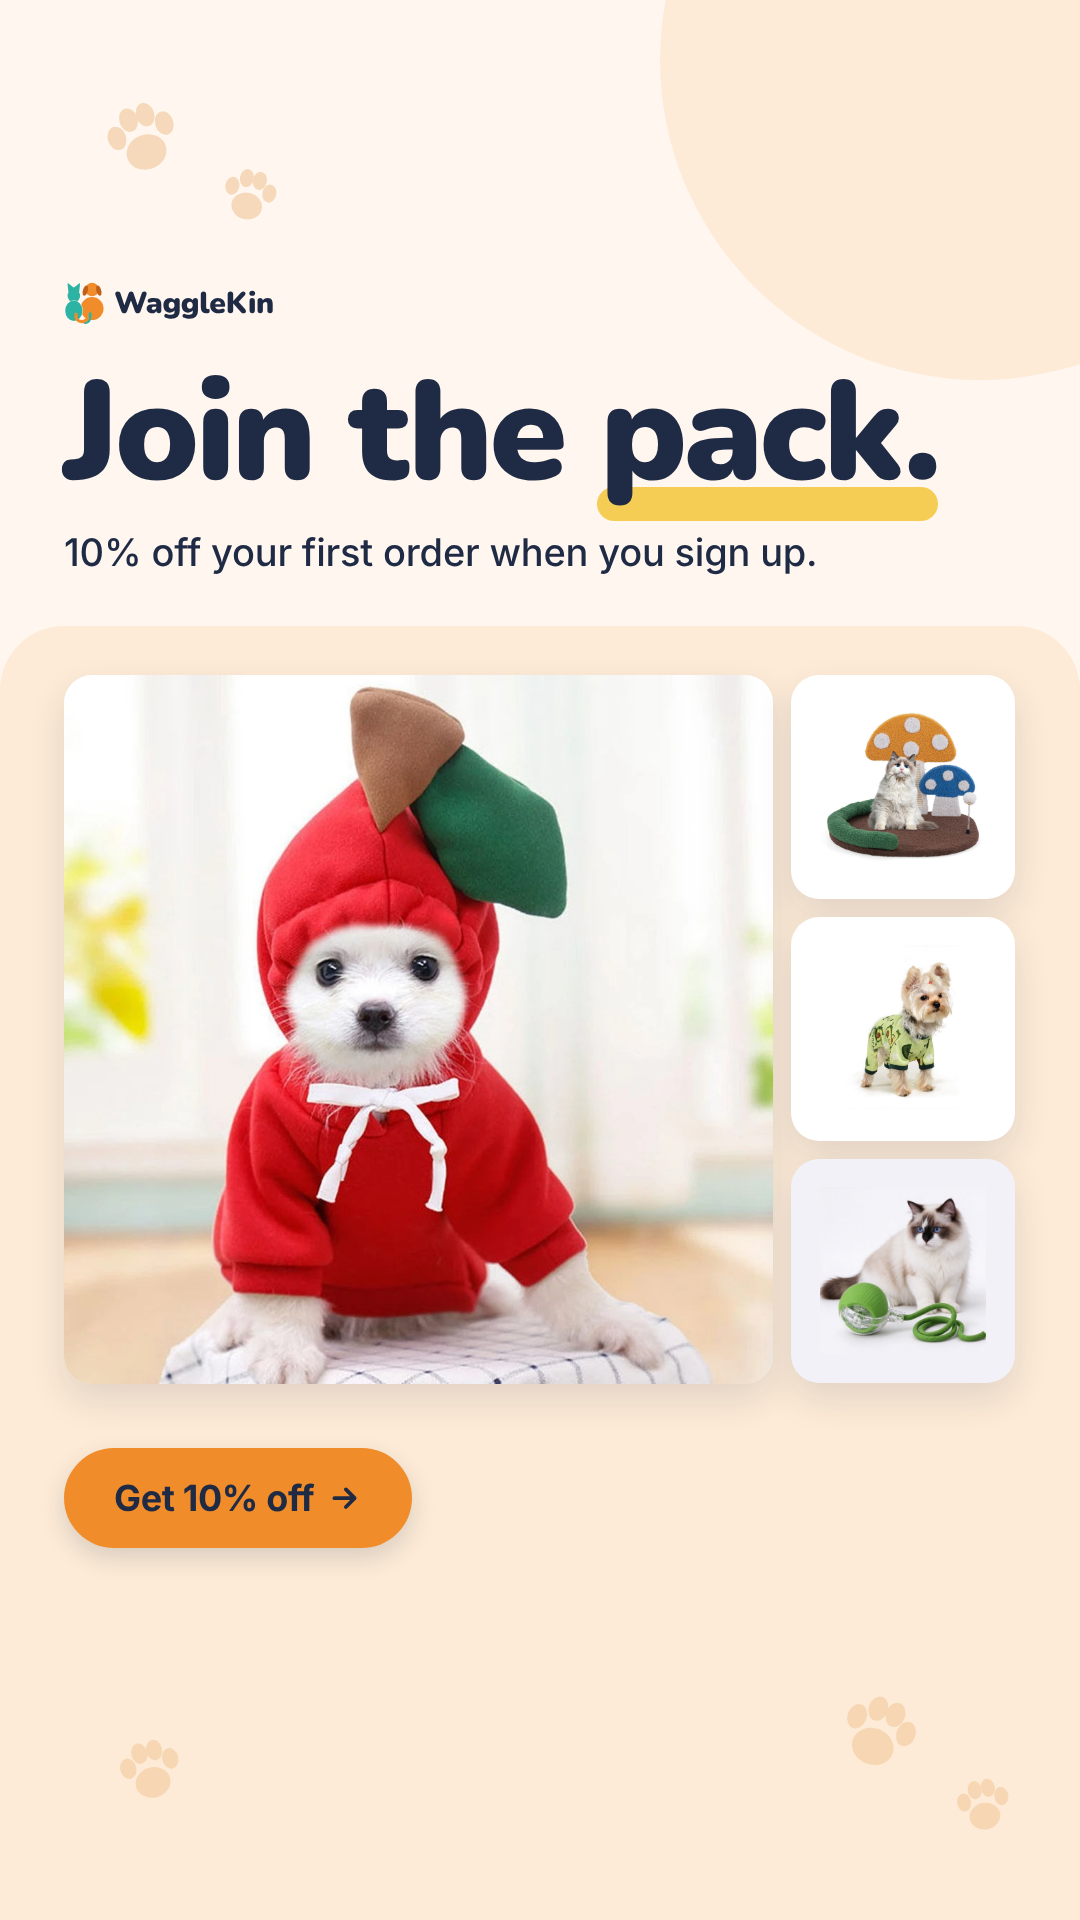 WaggleKin
Join the pack.
10% off your first order when you sign up.
Get 10% off →